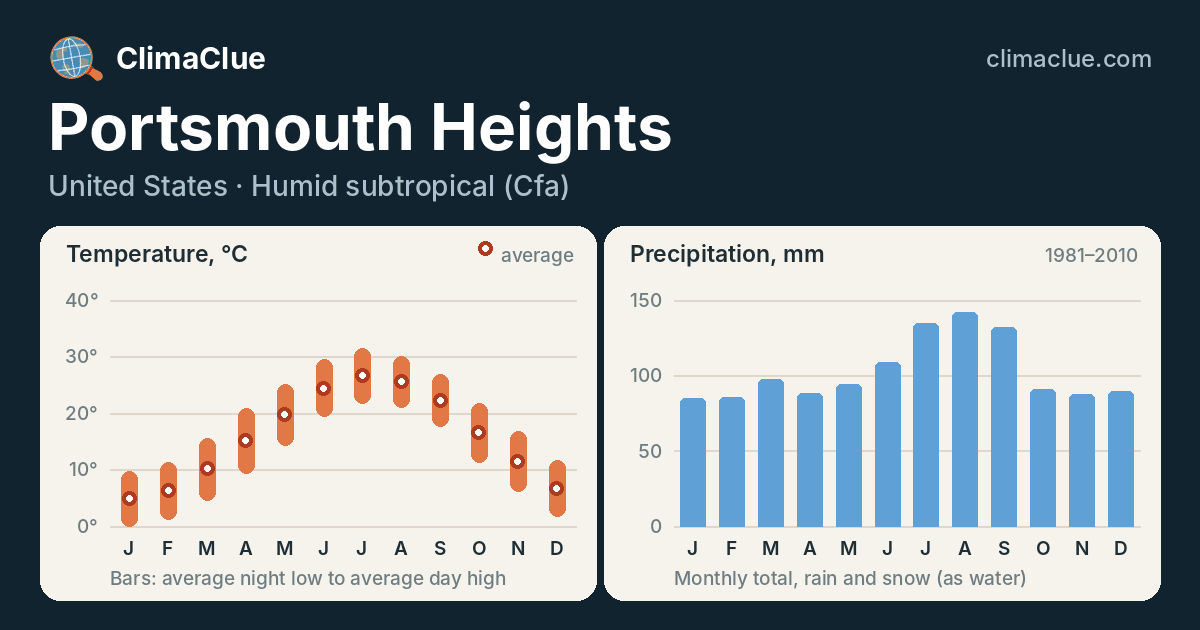 ClimaClue
climaclue.com
Portsmouth Heights
United States · Humid subtropical (Cfa)
Temperature, °C
average
40°
30°
20°
10°
0°
J F M A M J J A S O N D
Bars: average night low to average day high
Precipitation, mm
1981–2010
150
100
50
0
J F M A M J J A S O N D
Monthly total, rain and snow (as water)